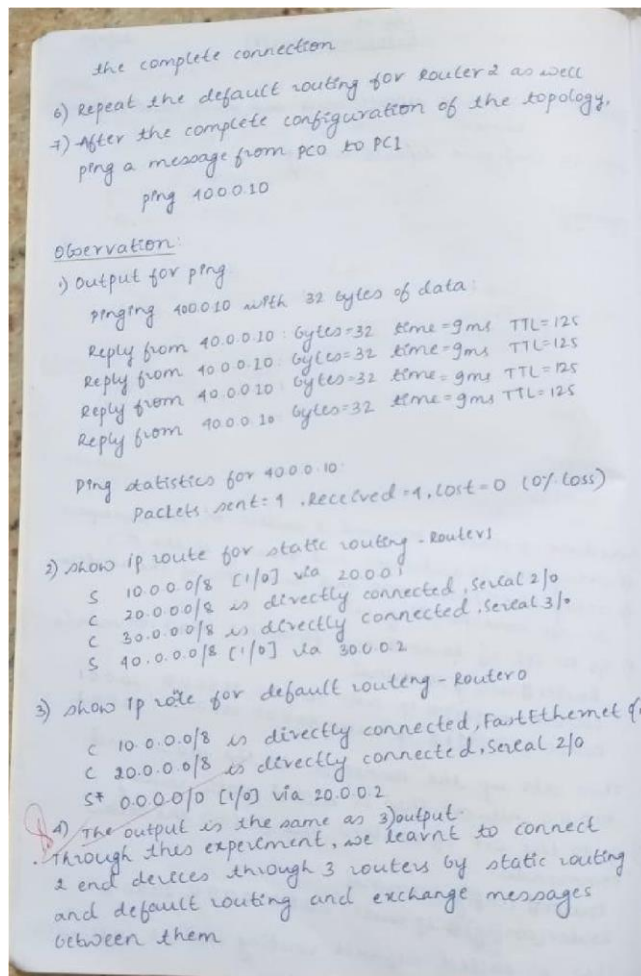 the complete connection
6) Repeat the default routing for Router 2 as well
7) After the complete configuration of the topology,
ping a message from PC0 to PC1
ping 40.0.0.10
Observation:
1) Output for ping
Pinging 40.0.0.10 with 32 bytes of data:
Reply from 40.0.0.10: bytes=32 time=9ms TTL=125
Reply from 40.0.0.10: bytes=32 time=9ms TTL=125
Reply from 40.0.0.10: bytes=32 time=9ms TTL=125
Reply from 40.0.0.10: bytes=32 time=9ms TTL=125
Ping statistics for 40.0.0.10:
Packets sent=4, Received=4, Lost=0 (0% loss)
2) show ip route for static routing - Router1
S 10.0.0.0/8 [1/0] via 20.0.0.1
C 20.0.0.0/8 is directly connected, Serial 2/0
C 30.0.0.0/8 is directly connected, Serial 3/0
S 40.0.0.0/8 [1/0] via 30.0.0.2
3) show ip route for default routing - Router0
C 10.0.0.0/8 is directly connected, FastEthernet
C 20.0.0.0/8 is directly connected, Serial 2/0
S* 0.0.0.0/0 [1/0] via 20.0.0.2
4) The output is the same as 3) output.
. Through this experiment, we learnt to connect
2 end devices through 3 routers by static routing
and default routing and exchange messages
between them